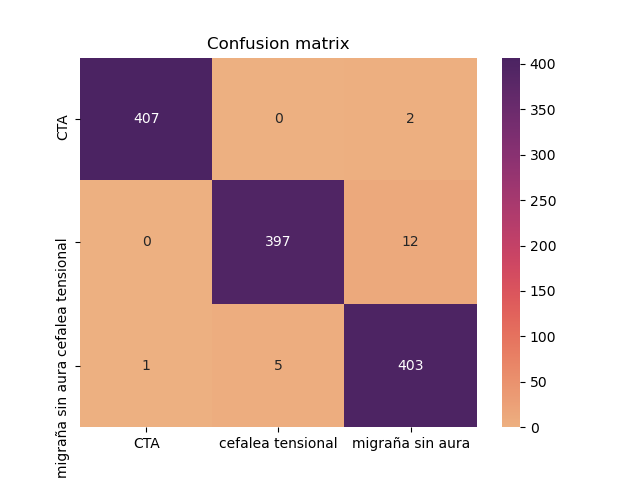 Confusion matrix
CTA
407
0
2
cefalea tensional
0
397
12
migraña sin aura
1
5
403
CTA
cefalea tensional
migraña sin aura
400
350
300
250
200
150
100
50
0